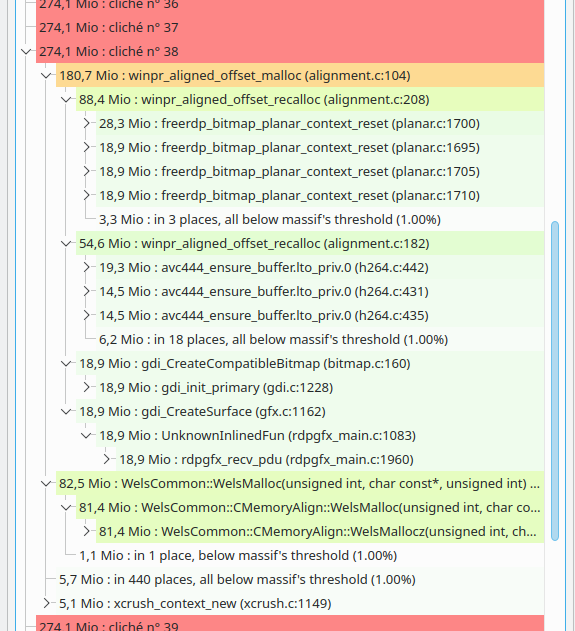 274,1 Mio : cliché n° 36
274,1 Mio : cliché n° 37
274,1 Mio : cliché n° 38
180,7 Mio : winpr_aligned_offset_malloc (alignment.c:104)
88,4 Mio : winpr_aligned_offset_recalloc (alignment.c:208)
28,3 Mio : freerdp_bitmap_planar_context_reset (planar.c:1700)
18,9 Mio : freerdp_bitmap_planar_context_reset (planar.c:1695)
18,9 Mio : freerdp_bitmap_planar_context_reset (planar.c:1705)
18,9 Mio : freerdp_bitmap_planar_context_reset (planar.c:1710)
3,3 Mio : in 3 places, all below massif's threshold (1.00%)
54,6 Mio : winpr_aligned_offset_recalloc (alignment.c:182)
19,3 Mio : avc444_ensure_buffer.lto_priv.0 (h264.c:442)
14,5 Mio : avc444_ensure_buffer.lto_priv.0 (h264.c:431)
14,5 Mio : avc444_ensure_buffer.lto_priv.0 (h264.c:435)
6,2 Mio : in 18 places, all below massif's threshold (1.00%)
18,9 Mio : gdi_CreateCompatibleBitmap (bitmap.c:160)
18,9 Mio : gdi_init_primary (gdi.c:1228)
18,9 Mio : gdi_CreateSurface (gfx.c:1162)
18,9 Mio : UnknownInlinedFun (rdpgfx_main.c:1083)
18,9 Mio : rdpgfx_recv_pdu (rdpgfx_main.c:1960)
82,5 Mio : WelsCommon::WelsMalloc(unsigned int, char const*, unsigned int) ...
81,4 Mio : WelsCommon::CMemoryAlign::WelsMalloc(unsigned int, char co...
81,4 Mio : WelsCommon::CMemoryAlign::WelsMallocz(unsigned int, ch...
1,1 Mio : in 1 place, below massif's threshold (1.00%)
5,7 Mio : in 440 places, all below massif's threshold (1.00%)
5,1 Mio : xcrush_context_new (xcrush.c:1149)
274,1 Mio : cliché n° 39